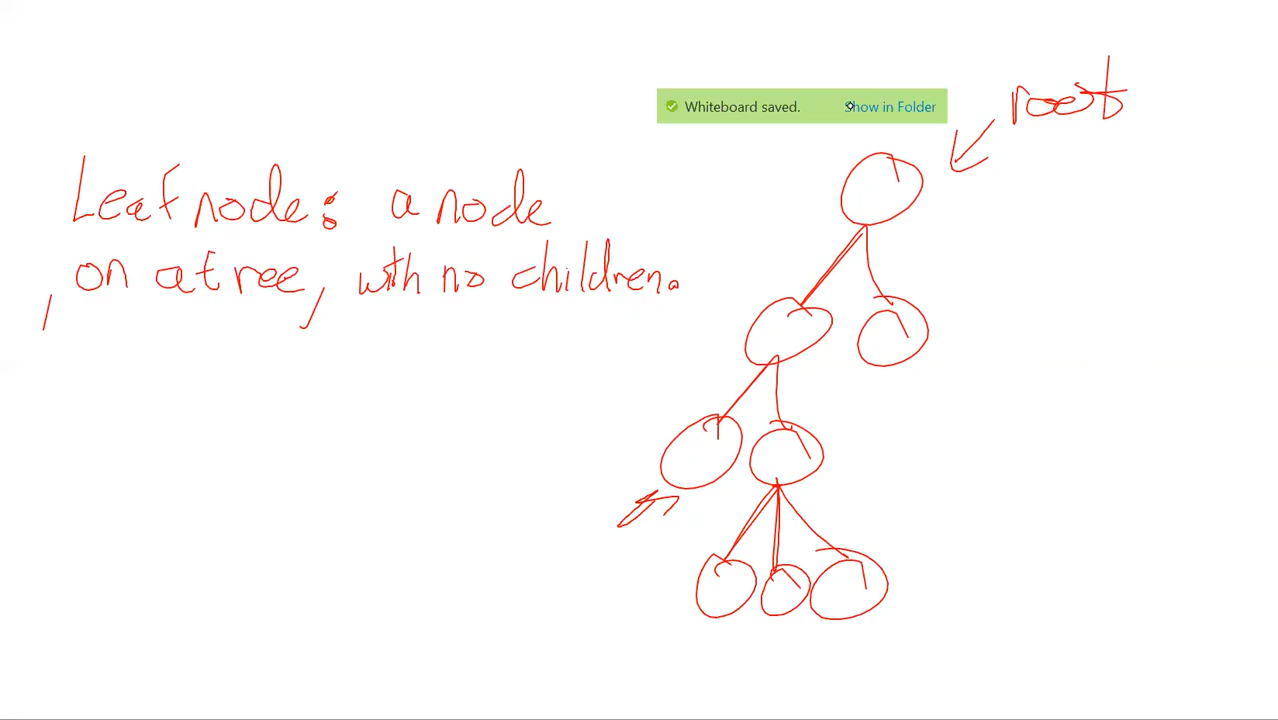 Whiteboard saved. Show in Folder
root
Leaf node: a node
on a tree, with no children.